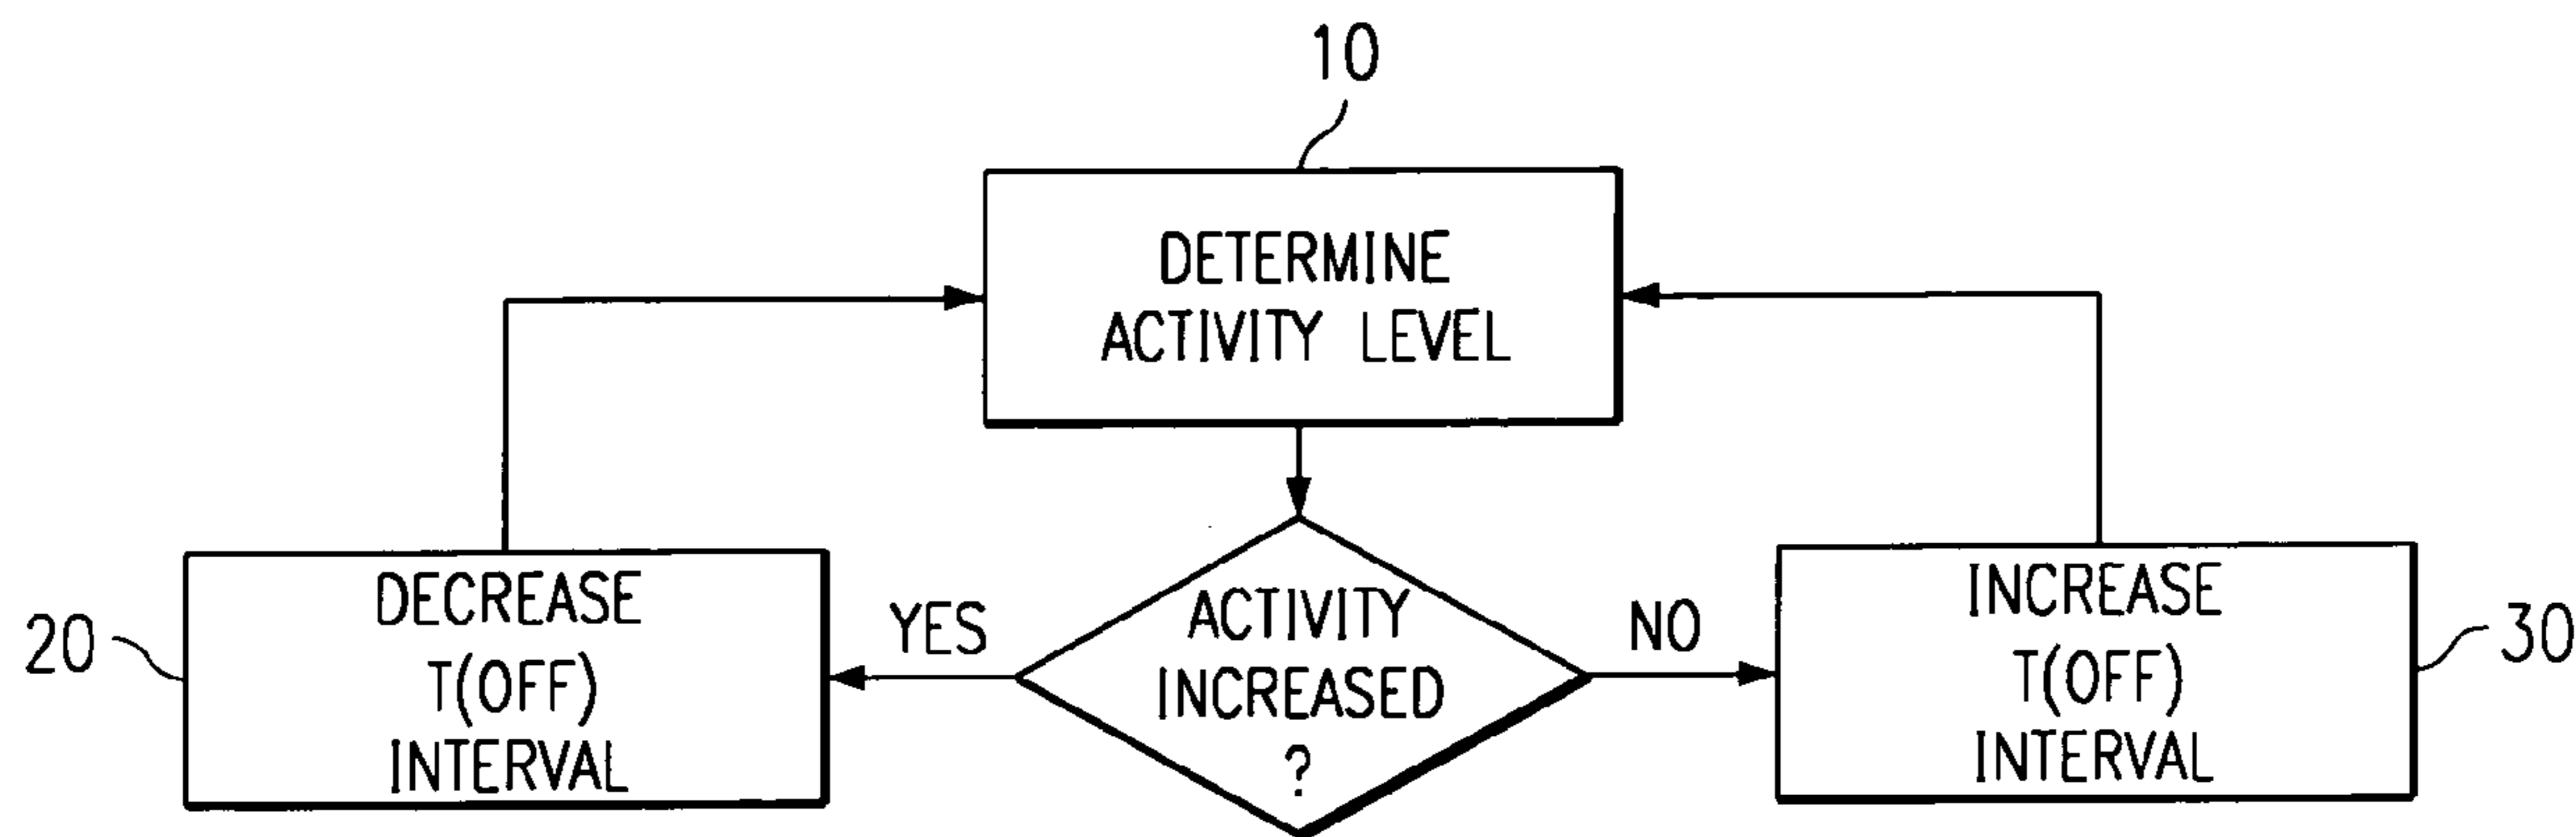 10
DETERMINE
ACTIVITY LEVEL
20
DECREASE
T(OFF)
INTERVAL
YES
ACTIVITY
INCREASED
?
NO
INCREASE
T(OFF)
INTERVAL
30